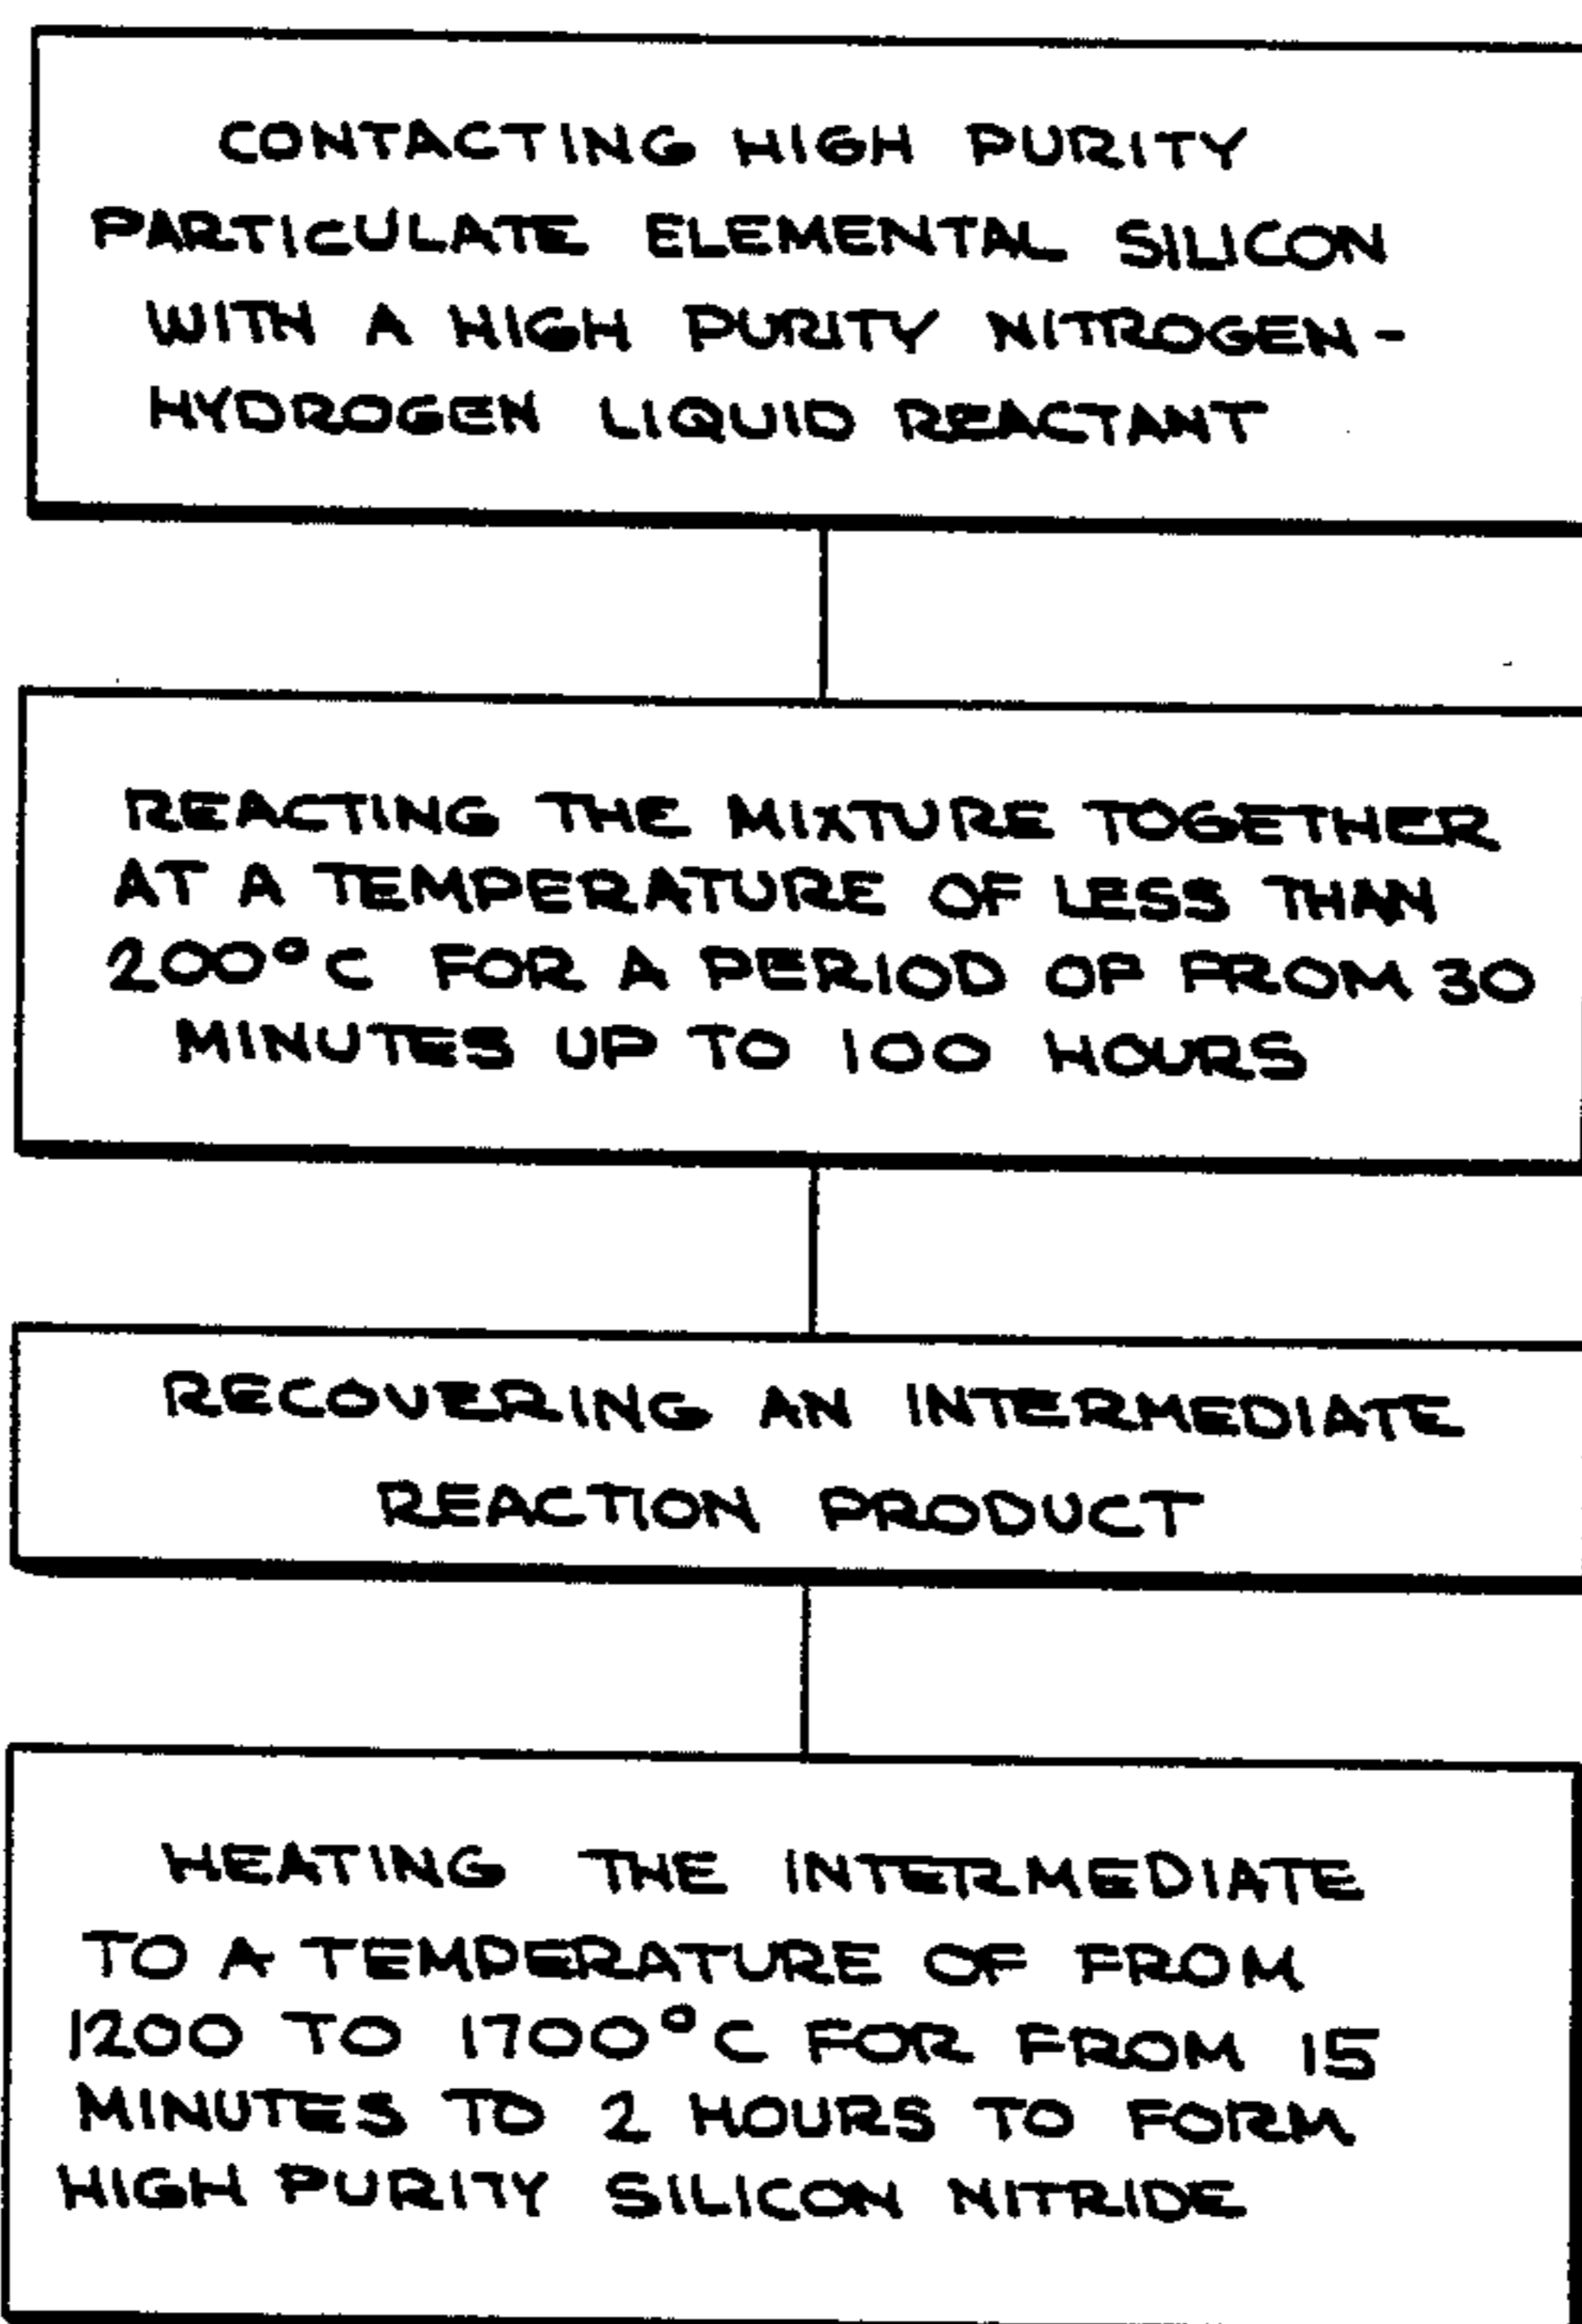 CONTACTING HIGH PURITY
PARTICULATE ELEMENTAL SILICON
WITH A HIGH PURITY NITROGEN-
HYDROGEN LIQUID REACTANT
REACTING THE MIXTURE TOGETHER
AT A TEMPERATURE OF LESS THAN
200°C FOR A PERIOD OF FROM 30
MINUTES UP TO 100 HOURS
RECOVERING AN INTERMEDIATE
REACTION PRODUCT
HEATING THE INTERMEDIATE
TO A TEMPERATURE OF FROM
1200 TO 1700°C FOR FROM 15
MINUTES TO 2 HOURS TO FORM
HIGH PURITY SILICON NITRIDE